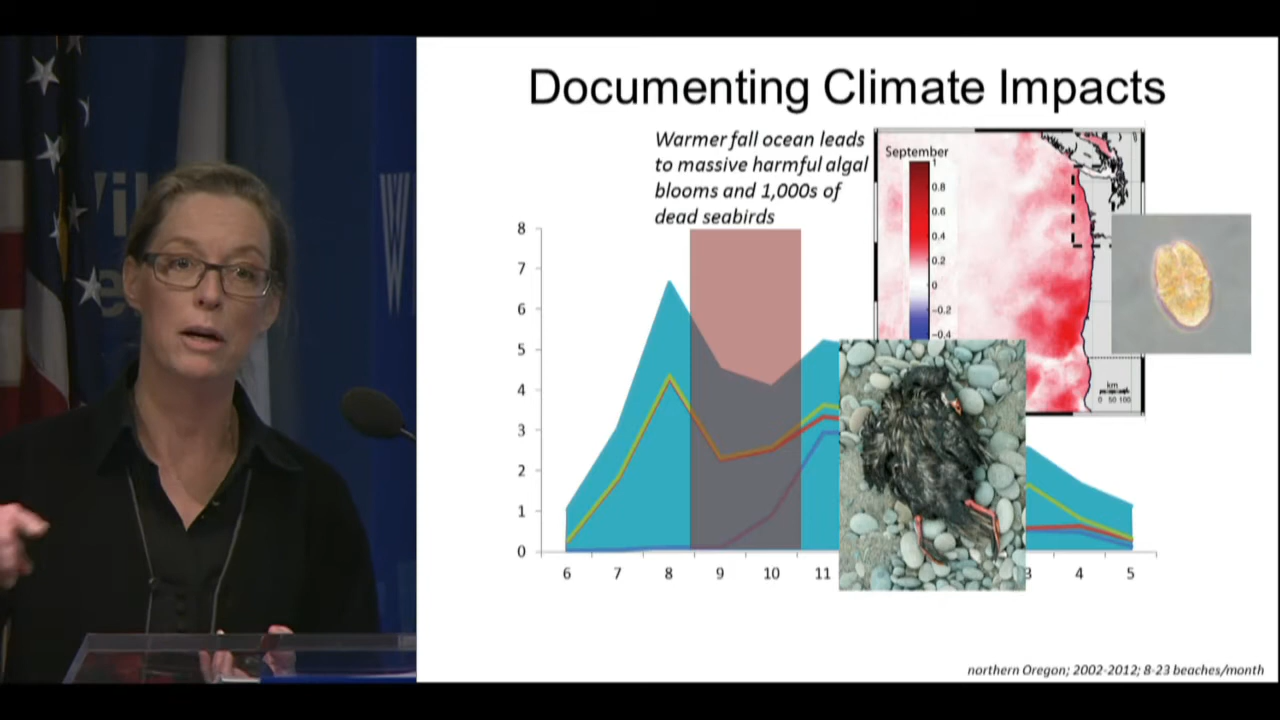 Documenting Climate Impacts
Warmer fall ocean leads
to massive harmful algal
blooms and 1,000s of
dead seabirds
September
1
0.8
0.6
0.4
0.2
0
−0.2
−0.4
km
0 50 100
8
7
6
5
4
3
2
1
0
6 7 8 9 10 11 3 4 5
northern Oregon; 2002-2012; 8-23 beaches/month